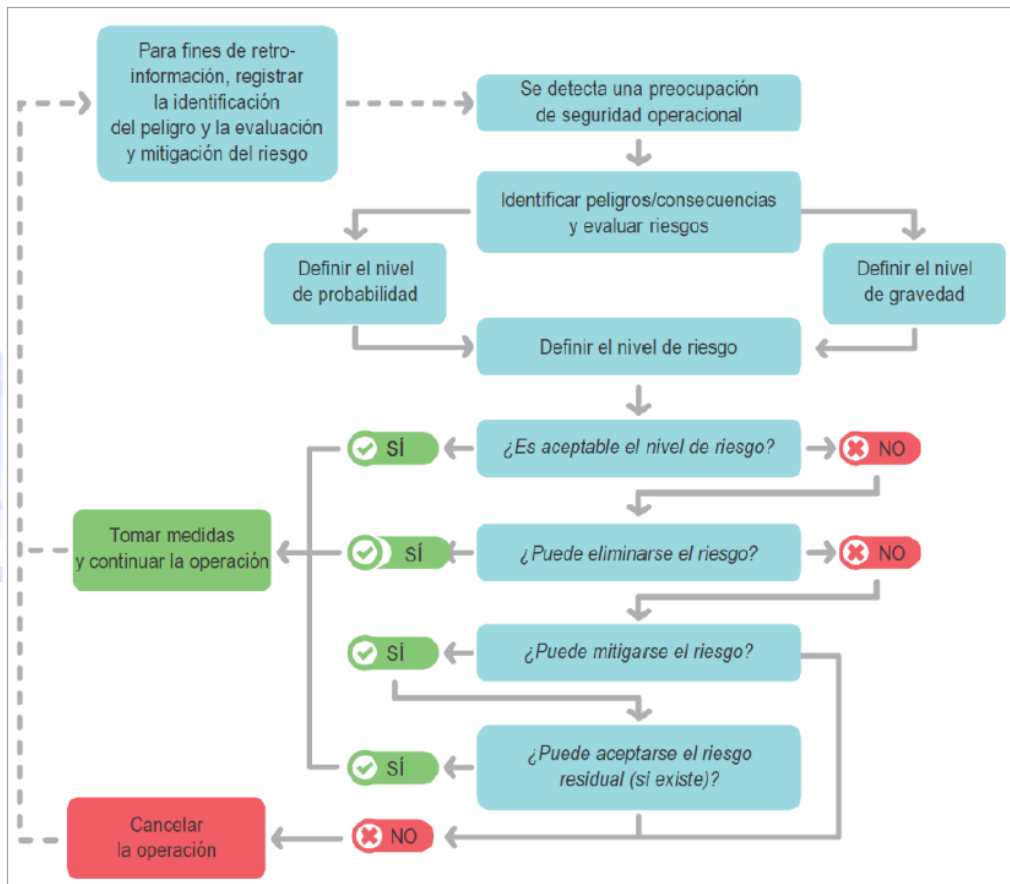 Para fines de retro-
información, registrar
la identificación
del peligro y la evaluación
y mitigación del riesgo
Se detecta una preocupación
de seguridad operacional
Identificar peligros/consecuencias
y evaluar riesgos
Definir el nivel
de probabilidad
Definir el nivel
de gravedad
Definir el nivel de riesgo
SÍ
¿Es aceptable el nivel de riesgo?
NO
Tomar medidas
y continuar la operación
SÍ
¿Puede eliminarse el riesgo?
NO
SÍ
¿Puede mitigarse el riesgo?
SÍ
¿Puede aceptarse el riesgo
residual (si existe)?
Cancelar
la operación
NO